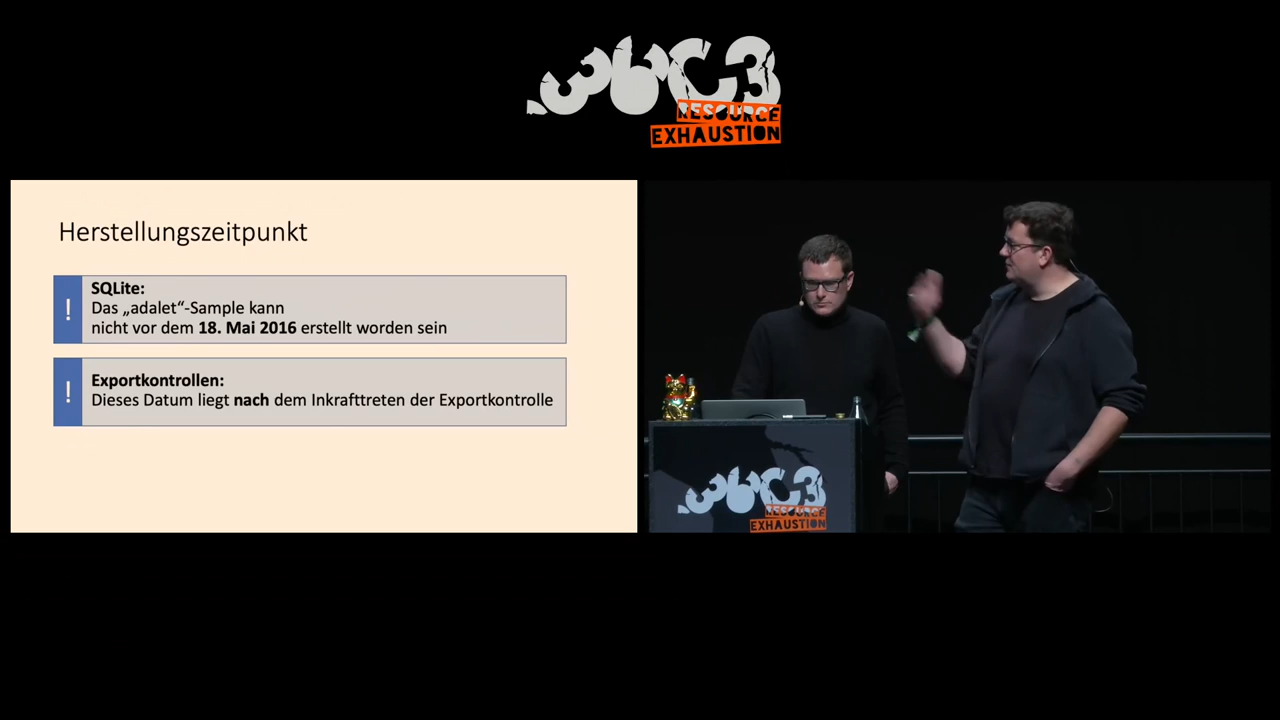 36C3
RESOURCE
EXHAUSTION
Herstellungszeitpunkt
!
SQLite:
Das „adalet“-Sample kann
nicht vor dem 18. Mai 2016 erstellt worden sein
!
Exportkontrollen:
Dieses Datum liegt nach dem Inkrafttreten der Exportkontrolle
36C3
RESOURCE
EXHAUSTION